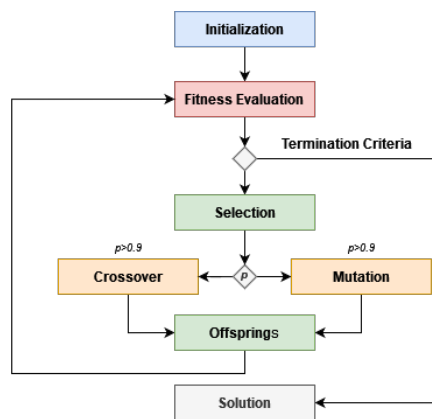 Initialization
Fitness Evaluation
Termination Criteria
Selection
p>0.9
p>0.9
Crossover
p
Mutation
Offsprings
Solution